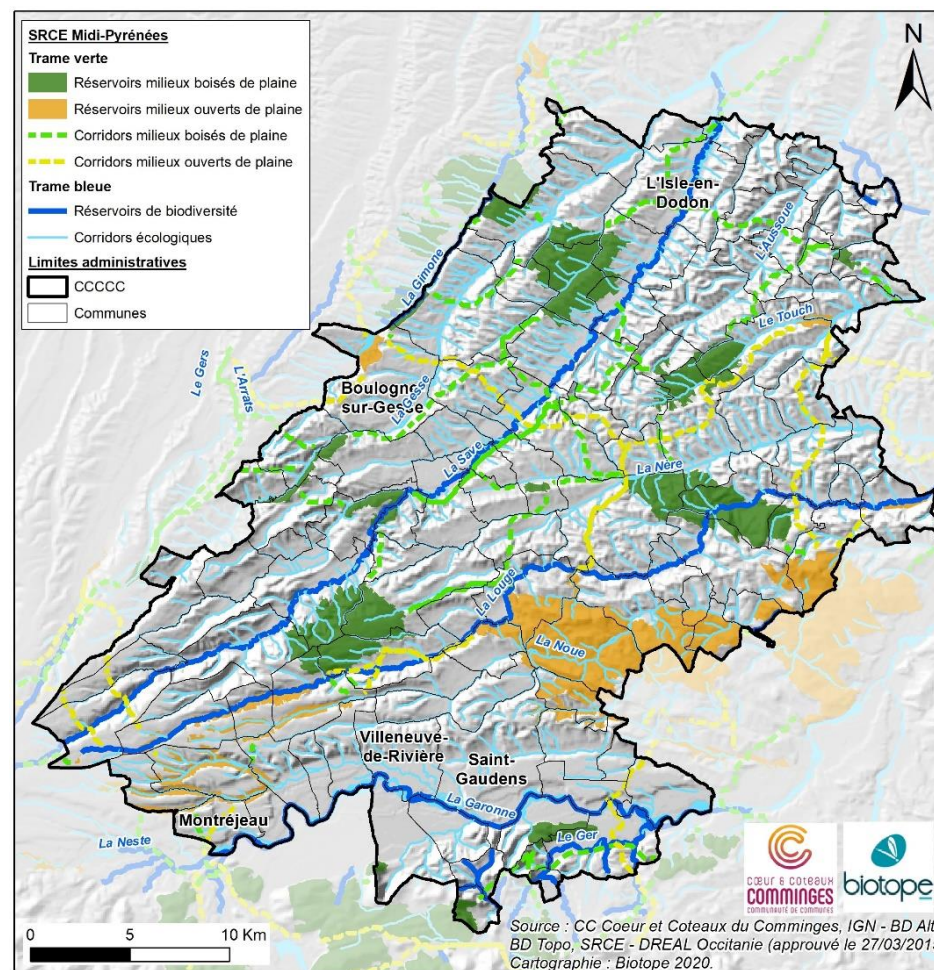 SRCE Midi-Pyrénées
Trame verte
Réservoirs milieux boisés de plaine
Réservoirs milieux ouverts de plaine
Corridors milieux boisés de plaine
Corridors milieux ouverts de plaine
Trame bleue
Réservoirs de biodiversité
Corridors écologiques
Limites administratives
CCCCC
Communes
N
L'Isle-en-
Dodon
L'Aussoue
La Gimone
Le Touch
Le Gers
L'Arrats
Boulogne
sur-Gesse
La Gesse
La Save
La Nère
La Louge
La Noue
Villeneuve-
de-Rivière
Saint-
Gaudens
La Garonne
Montréjeau
La Neste
Le Ger
0 5 10 Km
cœur & coteaux
COMMINGES
COMMUNAUTÉ DE COMMUNES
biotope
Source : CC Coeur et Coteaux du Comminges, IGN - BD Alt
BD Topo, SRCE - DREAL Occitanie (approuvé le 27/03/201
Cartographie : Biotope 2020.